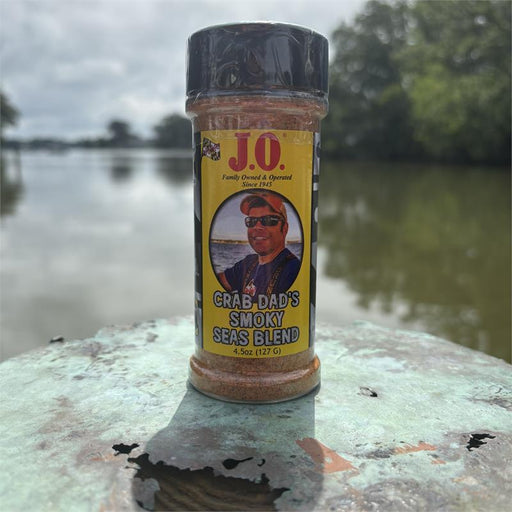 J.O.
Family Owned & Operated
Since 1945
CRAB DAD'S
SMOKY
SEAS BLEND
4.5oz (127 G)